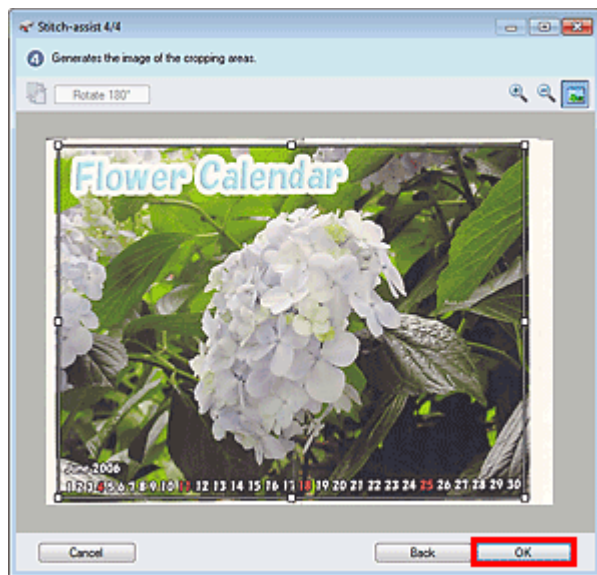 Stitch-assist 4/4
4 Generates the image of the cropping areas.
Rotate 180°
Flower Calendar
June 2006
1 2 3 4 5 6 7 8 9 10 11 12 13 14 15 16 17 18 19 20 21 22 23 24 25 26 27 28 29 30
Cancel
Back
OK